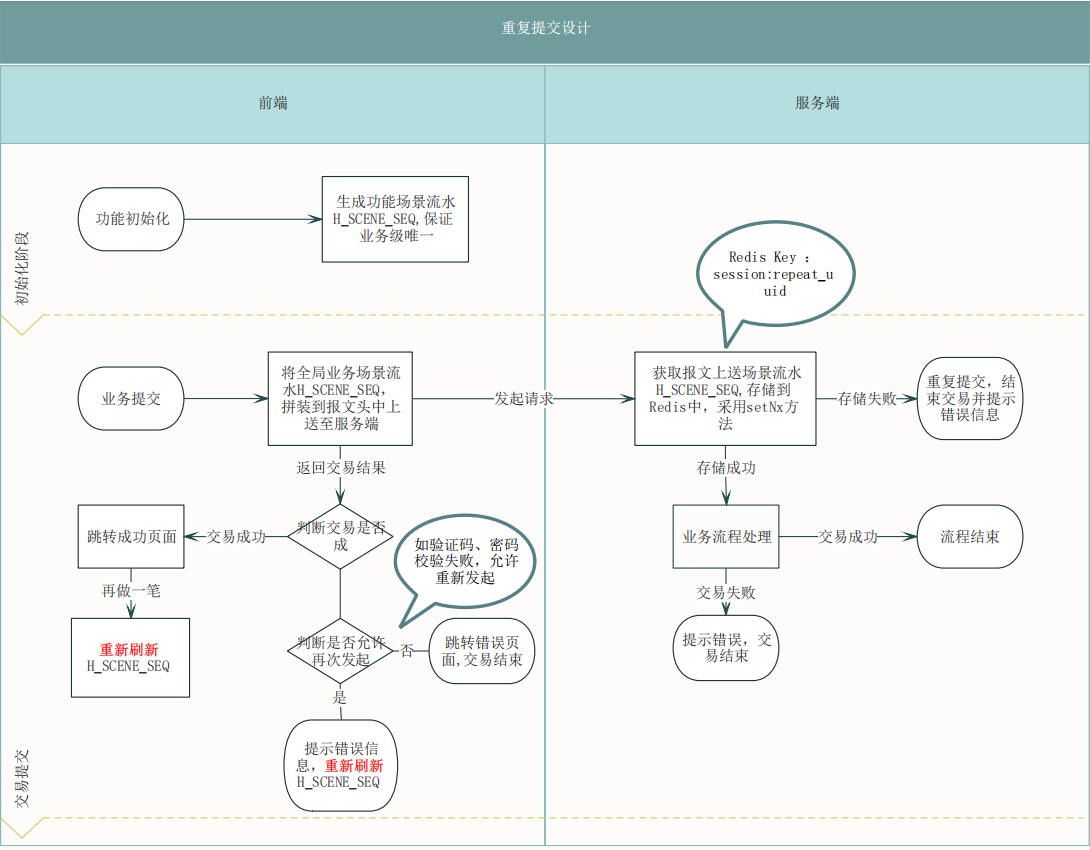 重复提交设计
前端
服务端
初始化阶段
功能初始化
生成功能场景流水
H_SCENE_SEQ,保证
业务级唯一
Redis Key :
session:repeat_u
uid
业务提交
将全局业务场景流
水H_SCENE_SEQ,
拼装到报文头中上
送至服务端
发起请求
获取报文上送场景流水
H_SCENE_SEQ,存储到
Redis中，采用setNx方
法
存储失败
重复提交，结
束交易并提示
错误信息
返回交易结果
存储成功
跳转成功页面
交易成功
判断交易是否
成
如验证码、密码
校验失败，允许
重新发起
业务流程处理
交易成功
流程结束
再做一笔
交易失败
重新刷新
H_SCENE_SEQ
判断是否允许
再次发起
否
跳转错误页
面,交易结束
提示错误，交
易结束
是
提示错误信
息，重新刷新
H_SCENE_SEQ
交易提交